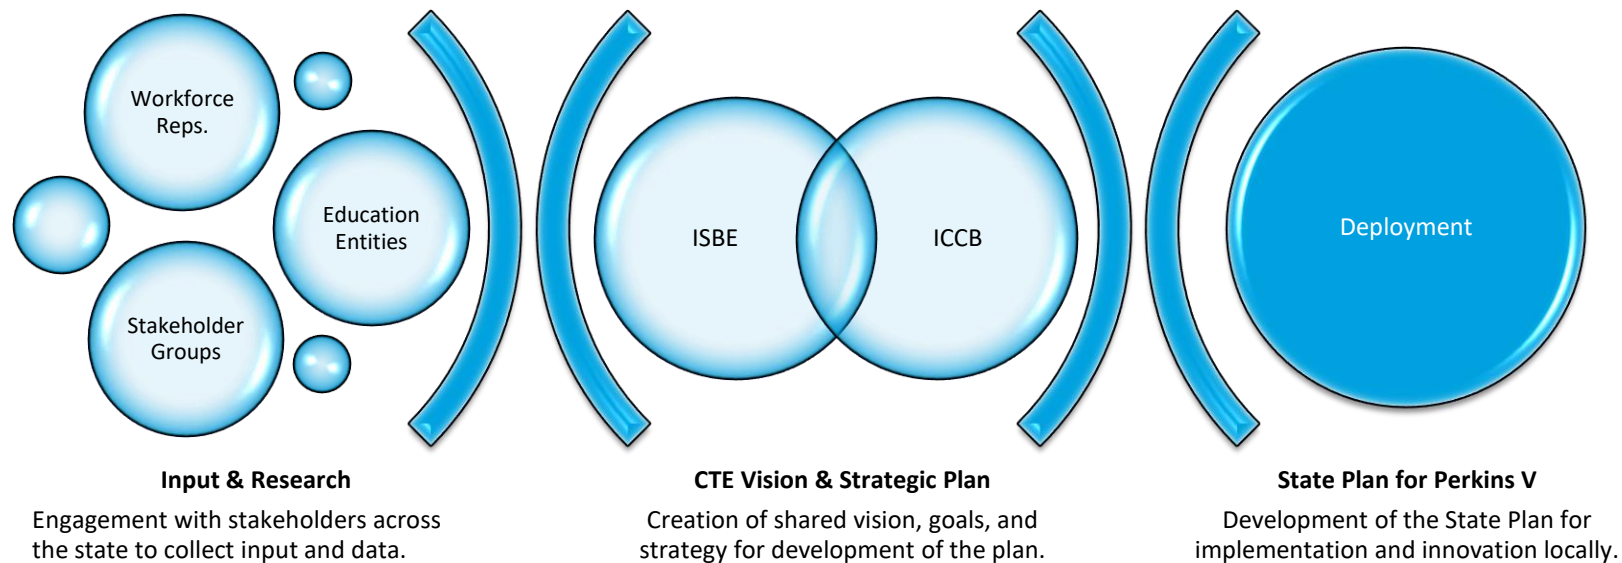 Workforce
Reps.
Education
Entities
Stakeholder
Groups
ISBE
ICCB
Deployment
Input & Research
Engagement with stakeholders across
the state to collect input and data.
CTE Vision & Strategic Plan
Creation of shared vision, goals, and
strategy for development of the plan.
State Plan for Perkins V
Development of the State Plan for
implementation and innovation locally.